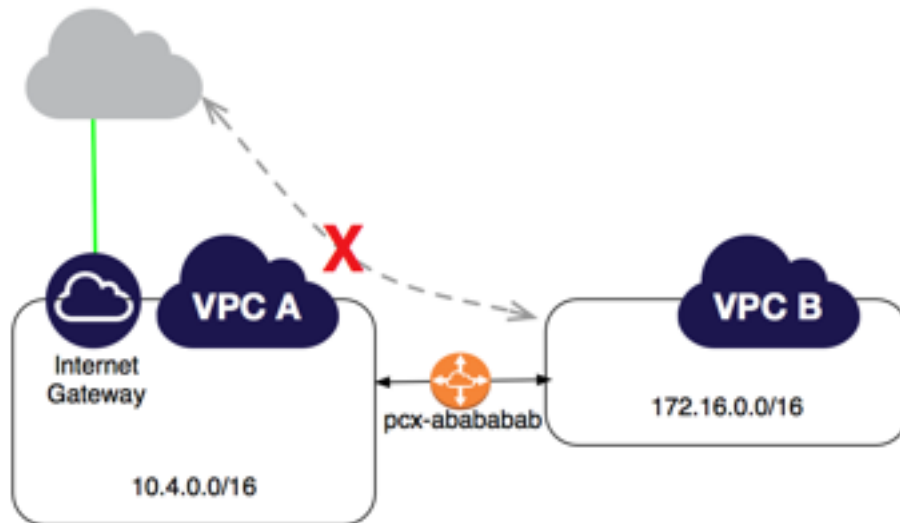 X
VPC A
VPC B
Internet
Gateway
pcx-abababab
172.16.0.0/16
10.4.0.0/16